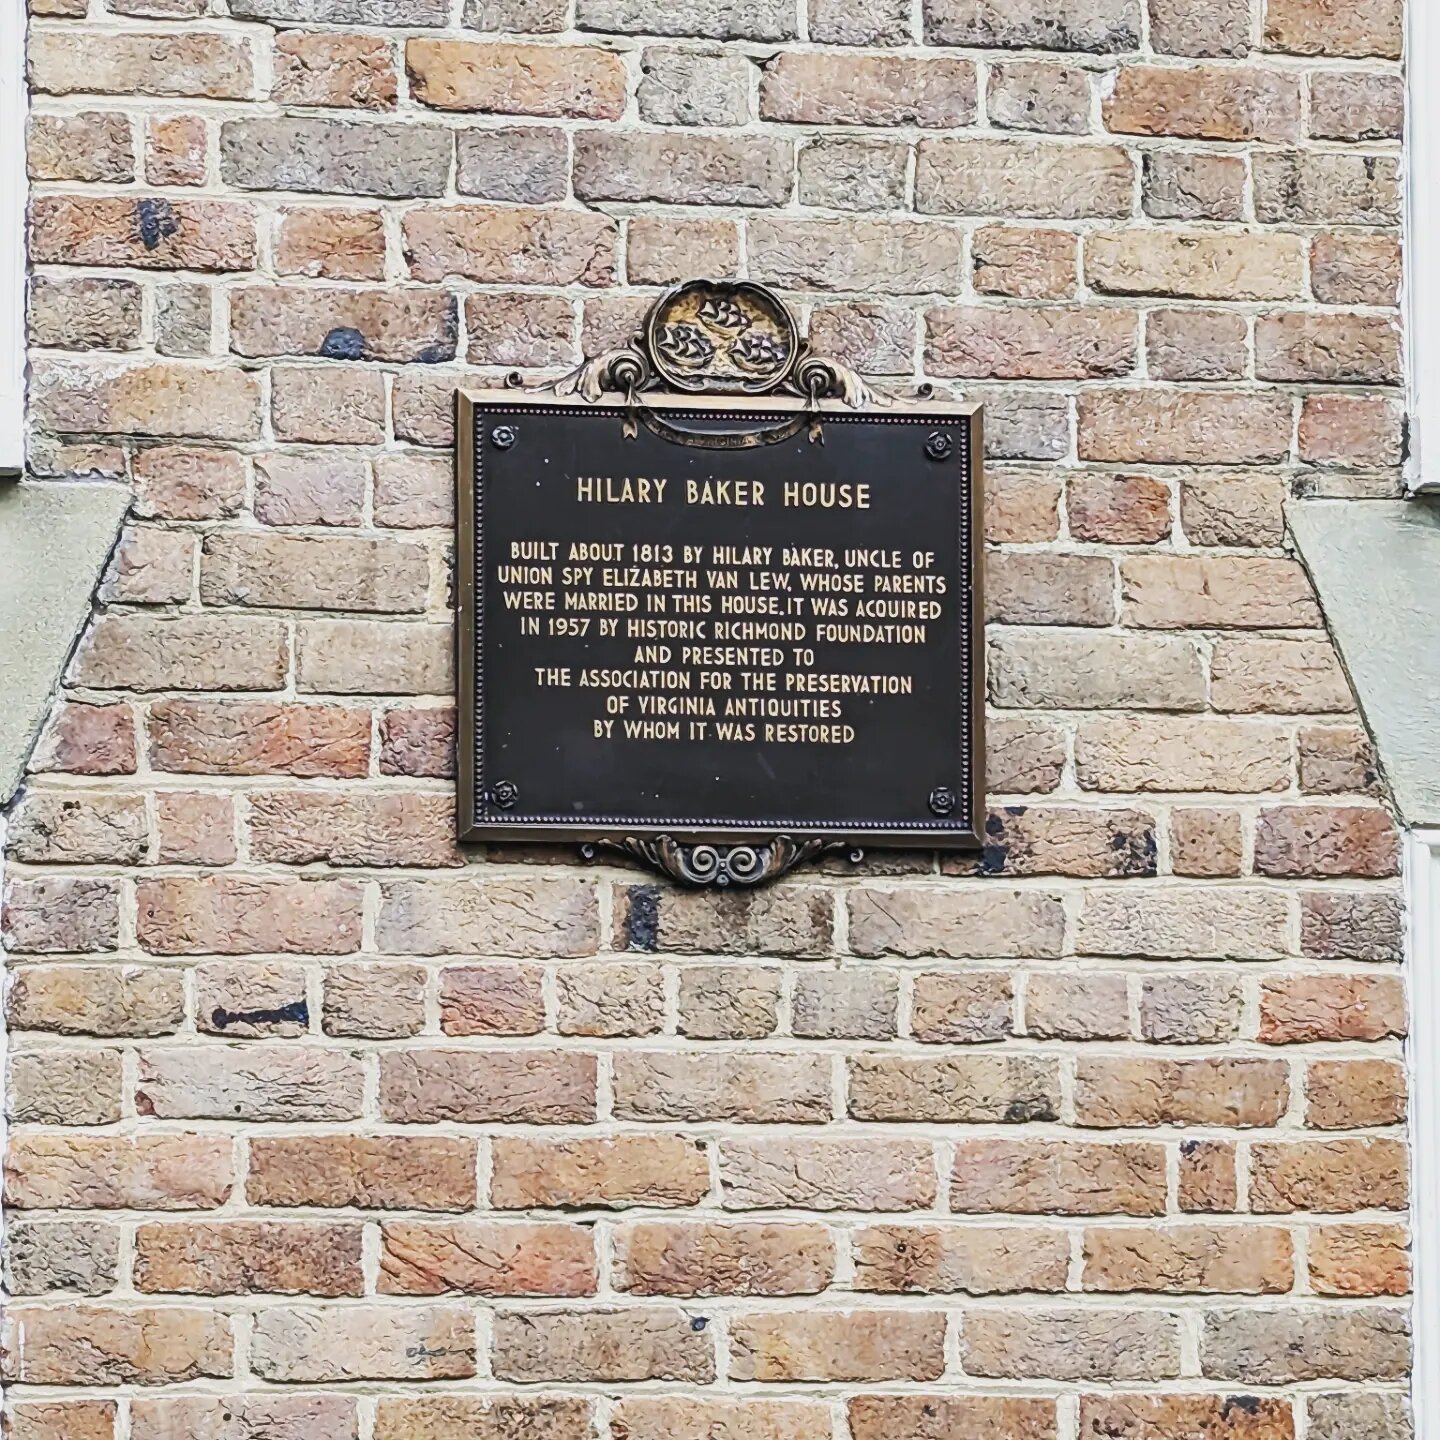 VIRGINIA
HILARY BAKER HOUSE
BUILT ABOUT 1813 BY HILARY BAKER, UNCLE OF
UNION SPY ELIZABETH VAN LEW, WHOSE PARENTS
WERE MARRIED IN THIS HOUSE. IT WAS ACQUIRED
IN 1957 BY HISTORIC RICHMOND FOUNDATION
AND PRESENTED TO
THE ASSOCIATION FOR THE PRESERVATION
OF VIRGINIA ANTIQUITIES
BY WHOM IT WAS RESTORED